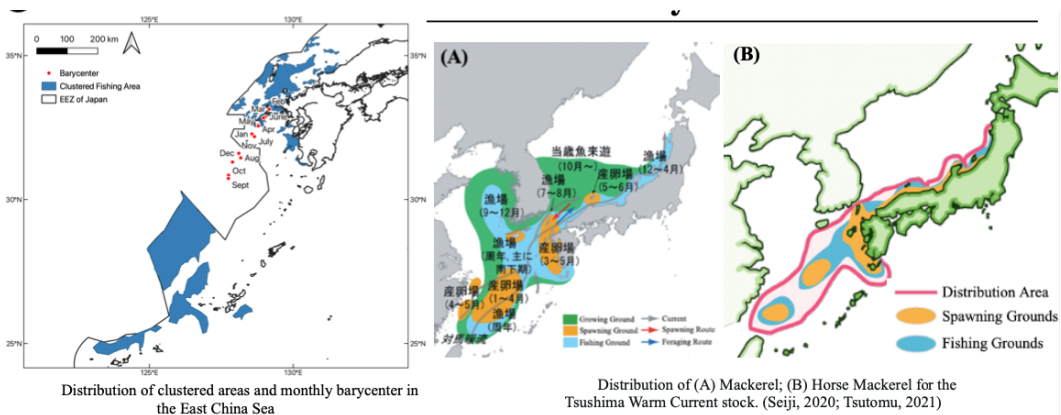 125°E
130°E
0 100 200 km
35°N
35°N
Barycenter
Clustered Fishing Area
EEZ of Japan
Feb
Mar
June
May
Apr
Jan
July
Nov
Dec
Aug
Oct
Sept
30°N
30°N
25°N
25°N
125°E
130°E
Distribution of clustered areas and monthly barycenter in
the East China Sea
(A)
当歳魚来遊
(10月~)
漁場
(12~4月)
漁場
(7~8月)
産卵場
(5~6月)
漁場
(9~12月)
漁場
(周年、主に
南下期)
産卵場
(3~5月)
産卵場
(4~5月)
産卵場
(1~4月)
漁場
(周年)
対馬暖流
Growing Ground
Spawning Ground
Fishing Ground
Current
Spawning Route
Foraging Route
(B)
Distribution Area
Spawning Grounds
Fishing Grounds
Distribution of (A) Mackerel; (B) Horse Mackerel for the
Tsushima Warm Current stock. (Seiji, 2020; Tsutomu, 2021)